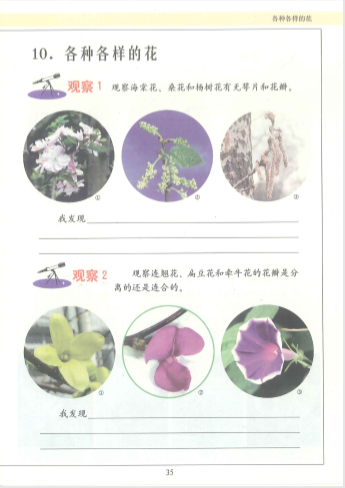 各种各样的花
10．各种各样的花
观察1 观察海棠花、桑花和杨树花有无萼片和花瓣。
① ② ③
我发现
观察2 观察连翘花、扁豆花和牵牛花的花瓣是分
离的还是连合的。
① ② ③
我发现
35